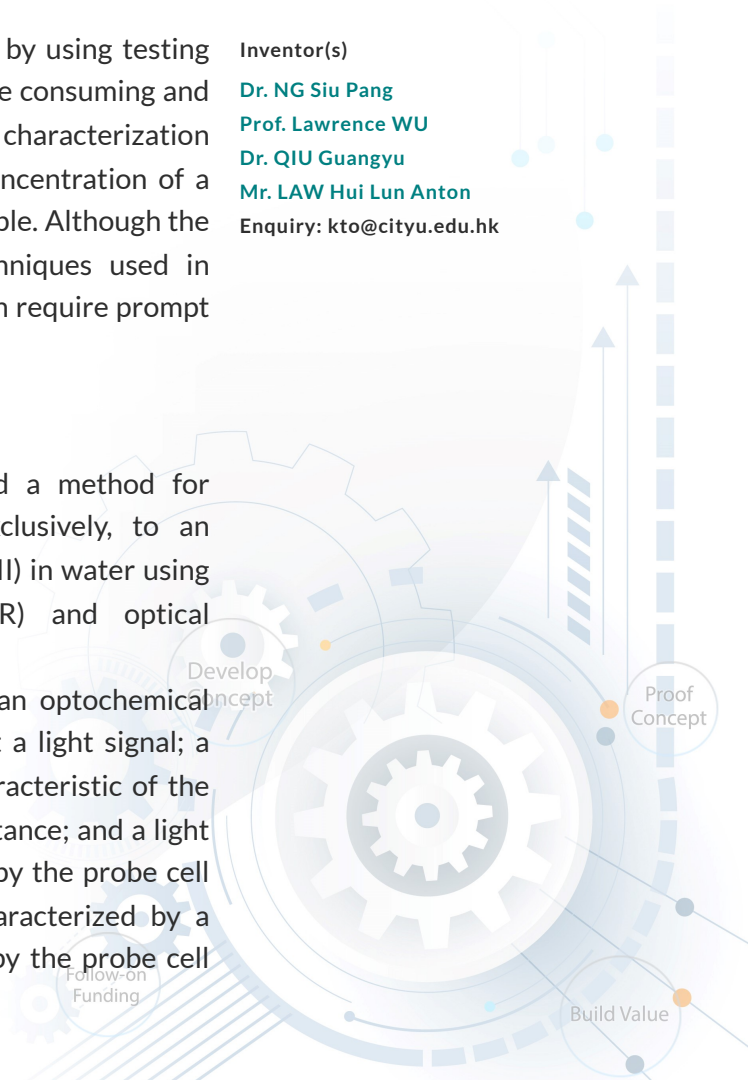 by using testing
e consuming and
characterization
ncentration of a
ple. Although the
hniques used in
n require prompt
Inventor(s)
Dr. NG Siu Pang
Prof. Lawrence WU
Dr. QIU Guangyu
Mr. LAW Hui Lun Anton
Enquiry: kto@cityu.edu.hk
d a method for
clusively, to an
II) in water using
R) and optical
an optochemical
t a light signal; a
racteristic of the
tance; and a light
by the probe cell
aracterized by a
by the probe cell
Develop
Concept
Proof
Concept
Follow-on
Funding
Build Value